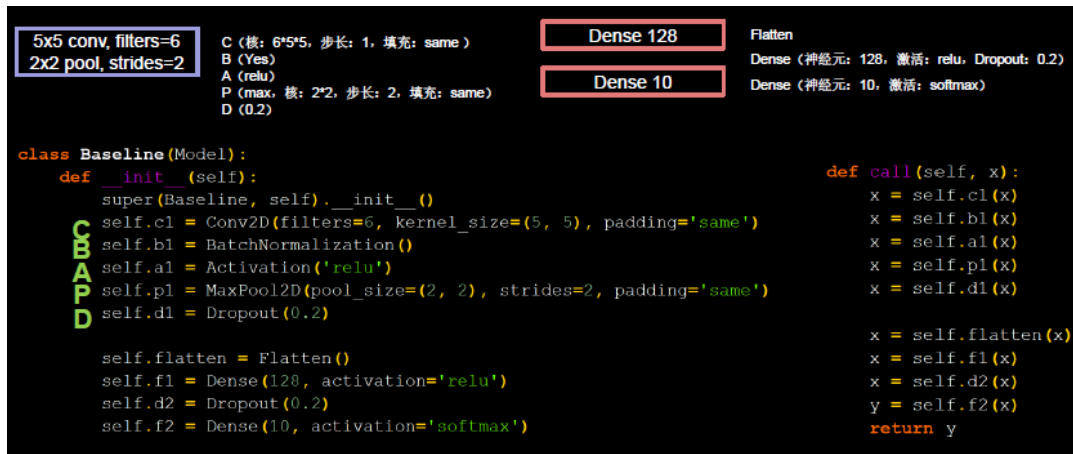 5x5 conv, filters=6
2x2 pool, strides=2
C（核：6*5*5，步长：1，填充：same ）
B（Yes）
A（relu）
P（max，核：2*2，步长：2，填充：same）
D（0.2）
Dense 128
Dense 10
Flatten
Dense（神经元：128，激活：relu，Dropout：0.2）
Dense（神经元：10，激活：softmax）
class Baseline(Model):
def __init__(self):
super(Baseline, self).__init__()
C self.c1 = Conv2D(filters=6, kernel_size=(5, 5), padding='same')
B self.b1 = BatchNormalization()
A self.a1 = Activation('relu')
P self.p1 = MaxPool2D(pool_size=(2, 2), strides=2, padding='same')
D self.d1 = Dropout(0.2)
self.flatten = Flatten()
self.f1 = Dense(128, activation='relu')
self.d2 = Dropout(0.2)
self.f2 = Dense(10, activation='softmax')
def call(self, x):
x = self.c1(x)
x = self.b1(x)
x = self.a1(x)
x = self.p1(x)
x = self.d1(x)
x = self.flatten(x)
x = self.f1(x)
x = self.d2(x)
y = self.f2(x)
return y